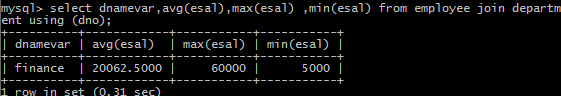 mysql> select dnamevar,avg(esal),max(esal) ,min(esal) from employee join departm
ent using (dno);
+----------+------------+-----------+-----------+
| dnamevar | avg(esal)  | max(esal) | min(esal) |
+----------+------------+-----------+-----------+
| finance  | 20062.5000 |     60000 |      5000 |
+----------+------------+-----------+-----------+
1 row in set (0.31 sec)